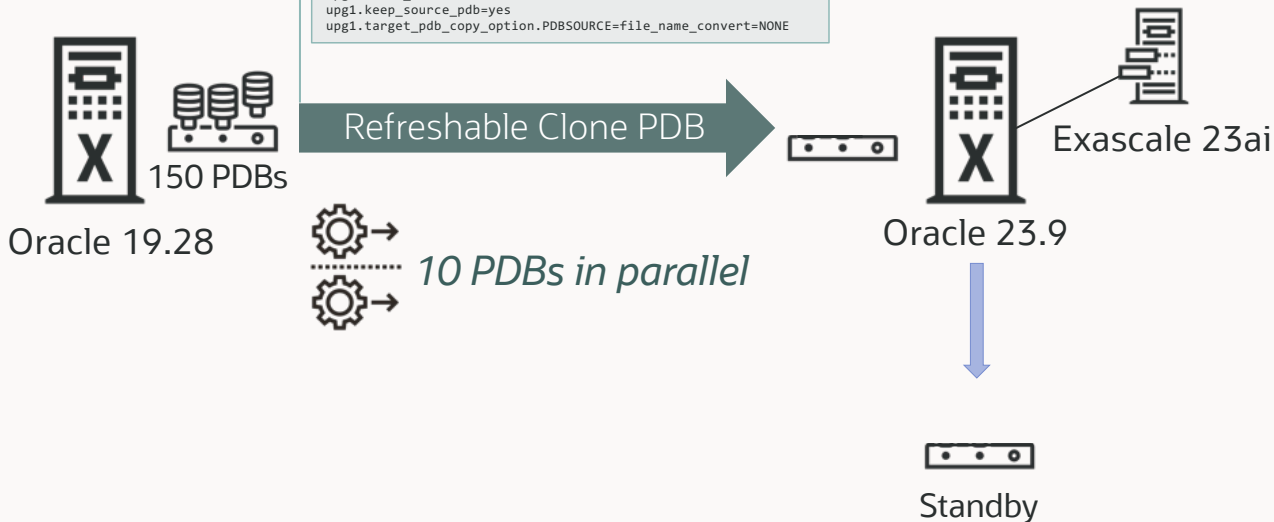 upg1.keep_source_pdb=yes
upg1.target_pdb_copy_option.PDBSOURCE=file_name_convert=NONE
Refreshable Clone PDB
150 PDBs
Oracle 19.28
10 PDBs in parallel
Exascale 23ai
Oracle 23.9
Standby